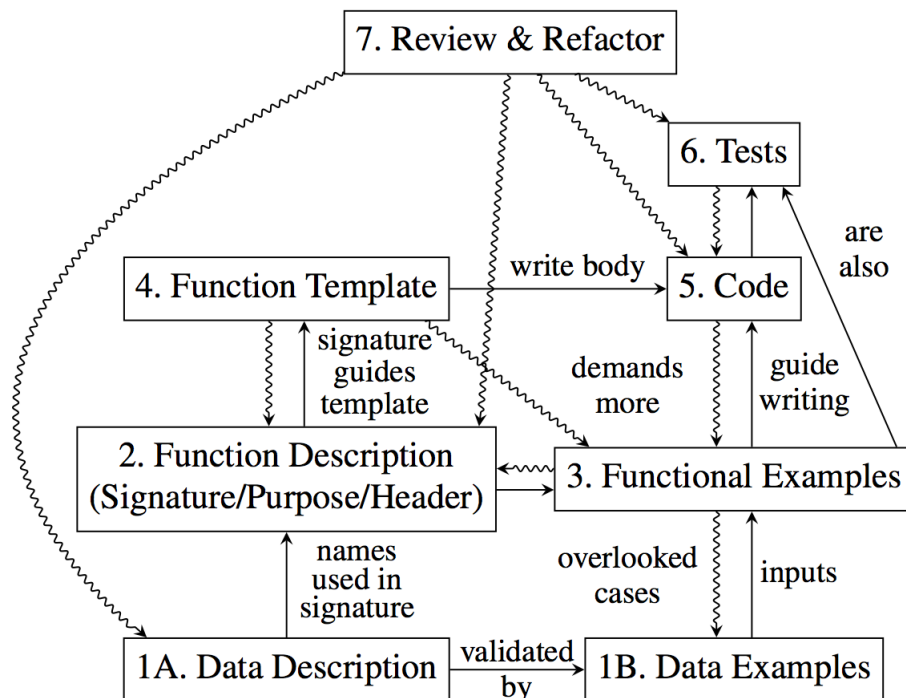 7. Review & Refactor
6. Tests
are
also
4. Function Template
write body
5. Code
signature
guides
template
demands
more
guide
writing
2. Function Description
(Signature/Purpose/Header)
3. Functional Examples
names
used in
signature
overlooked
cases
inputs
1A. Data Description
validated
by
1B. Data Examples